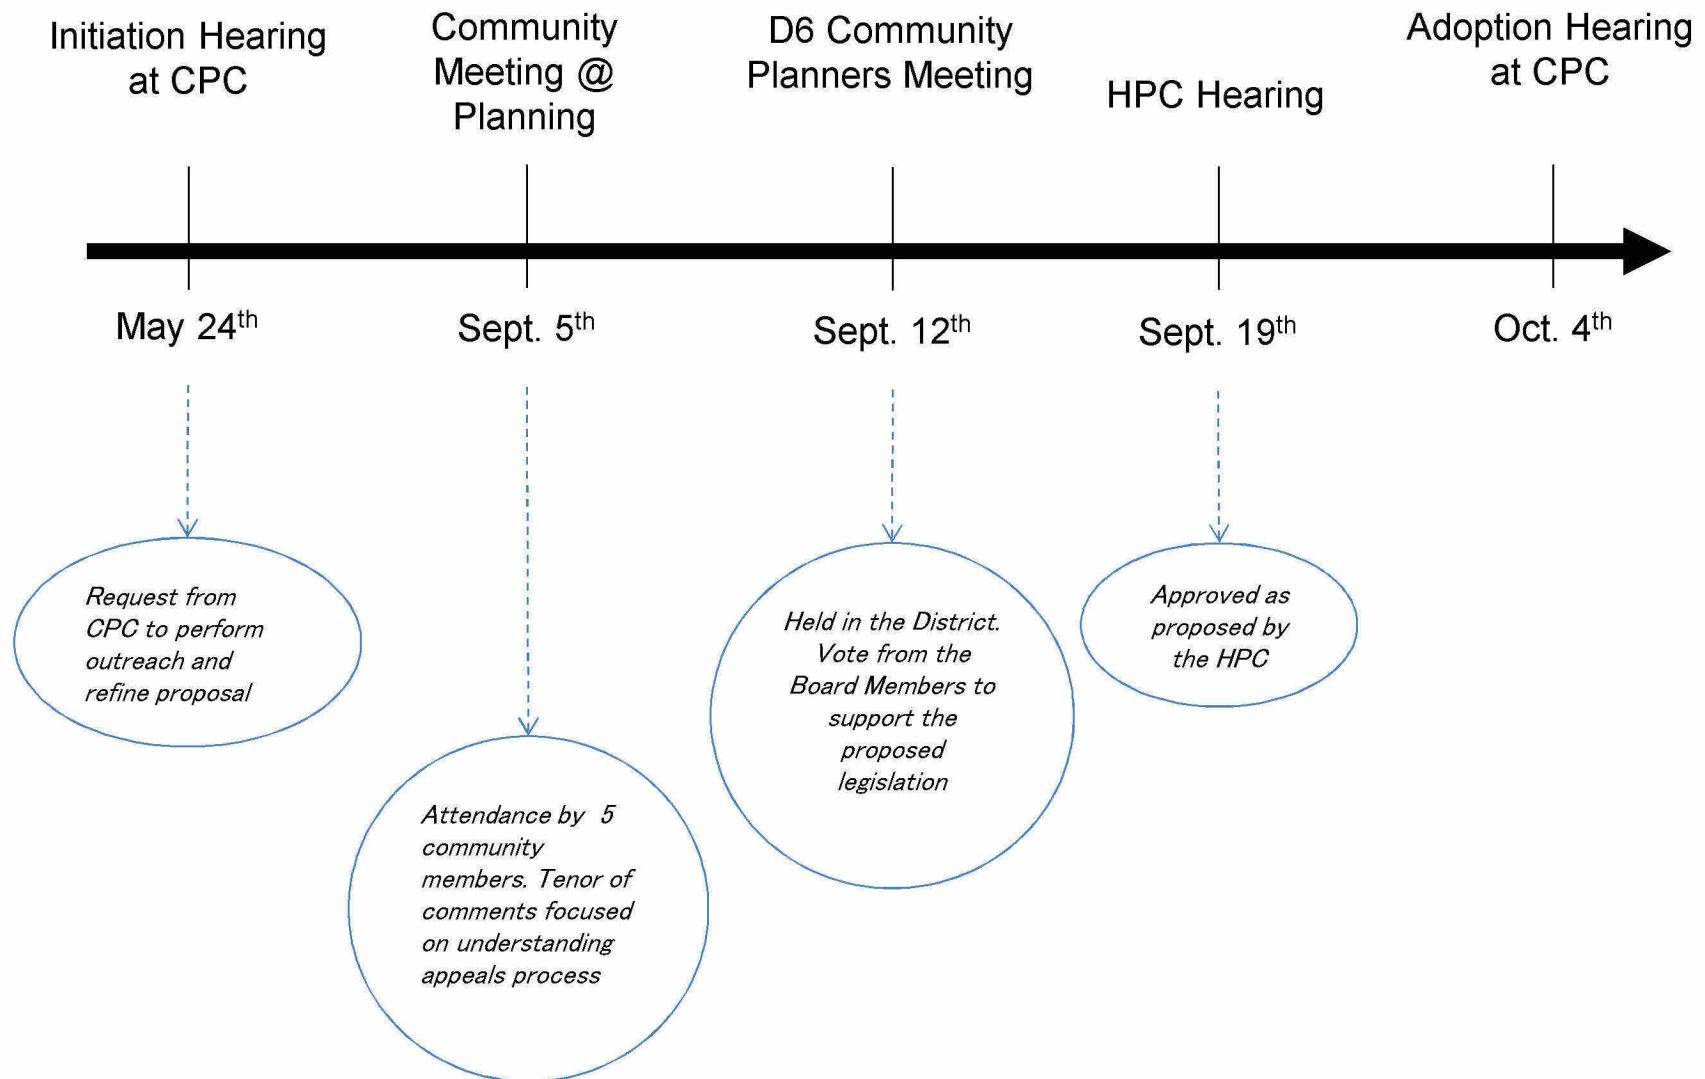 Initiation Hearing
at CPC
Community
Meeting @
Planning
D6 Community
Planners Meeting
HPC Hearing
Adoption Hearing
at CPC
May 24th
Sept. 5th
Sept. 12th
Sept. 19th
Oct. 4th
Request from
CPC to perform
outreach and
refine proposal
Attendance by 5
community
members. Tenor of
comments focused
on understanding
appeals process
Held in the District.
Vote from the
Board Members to
support the
proposed
legislation
Approved as
proposed by
the HPC